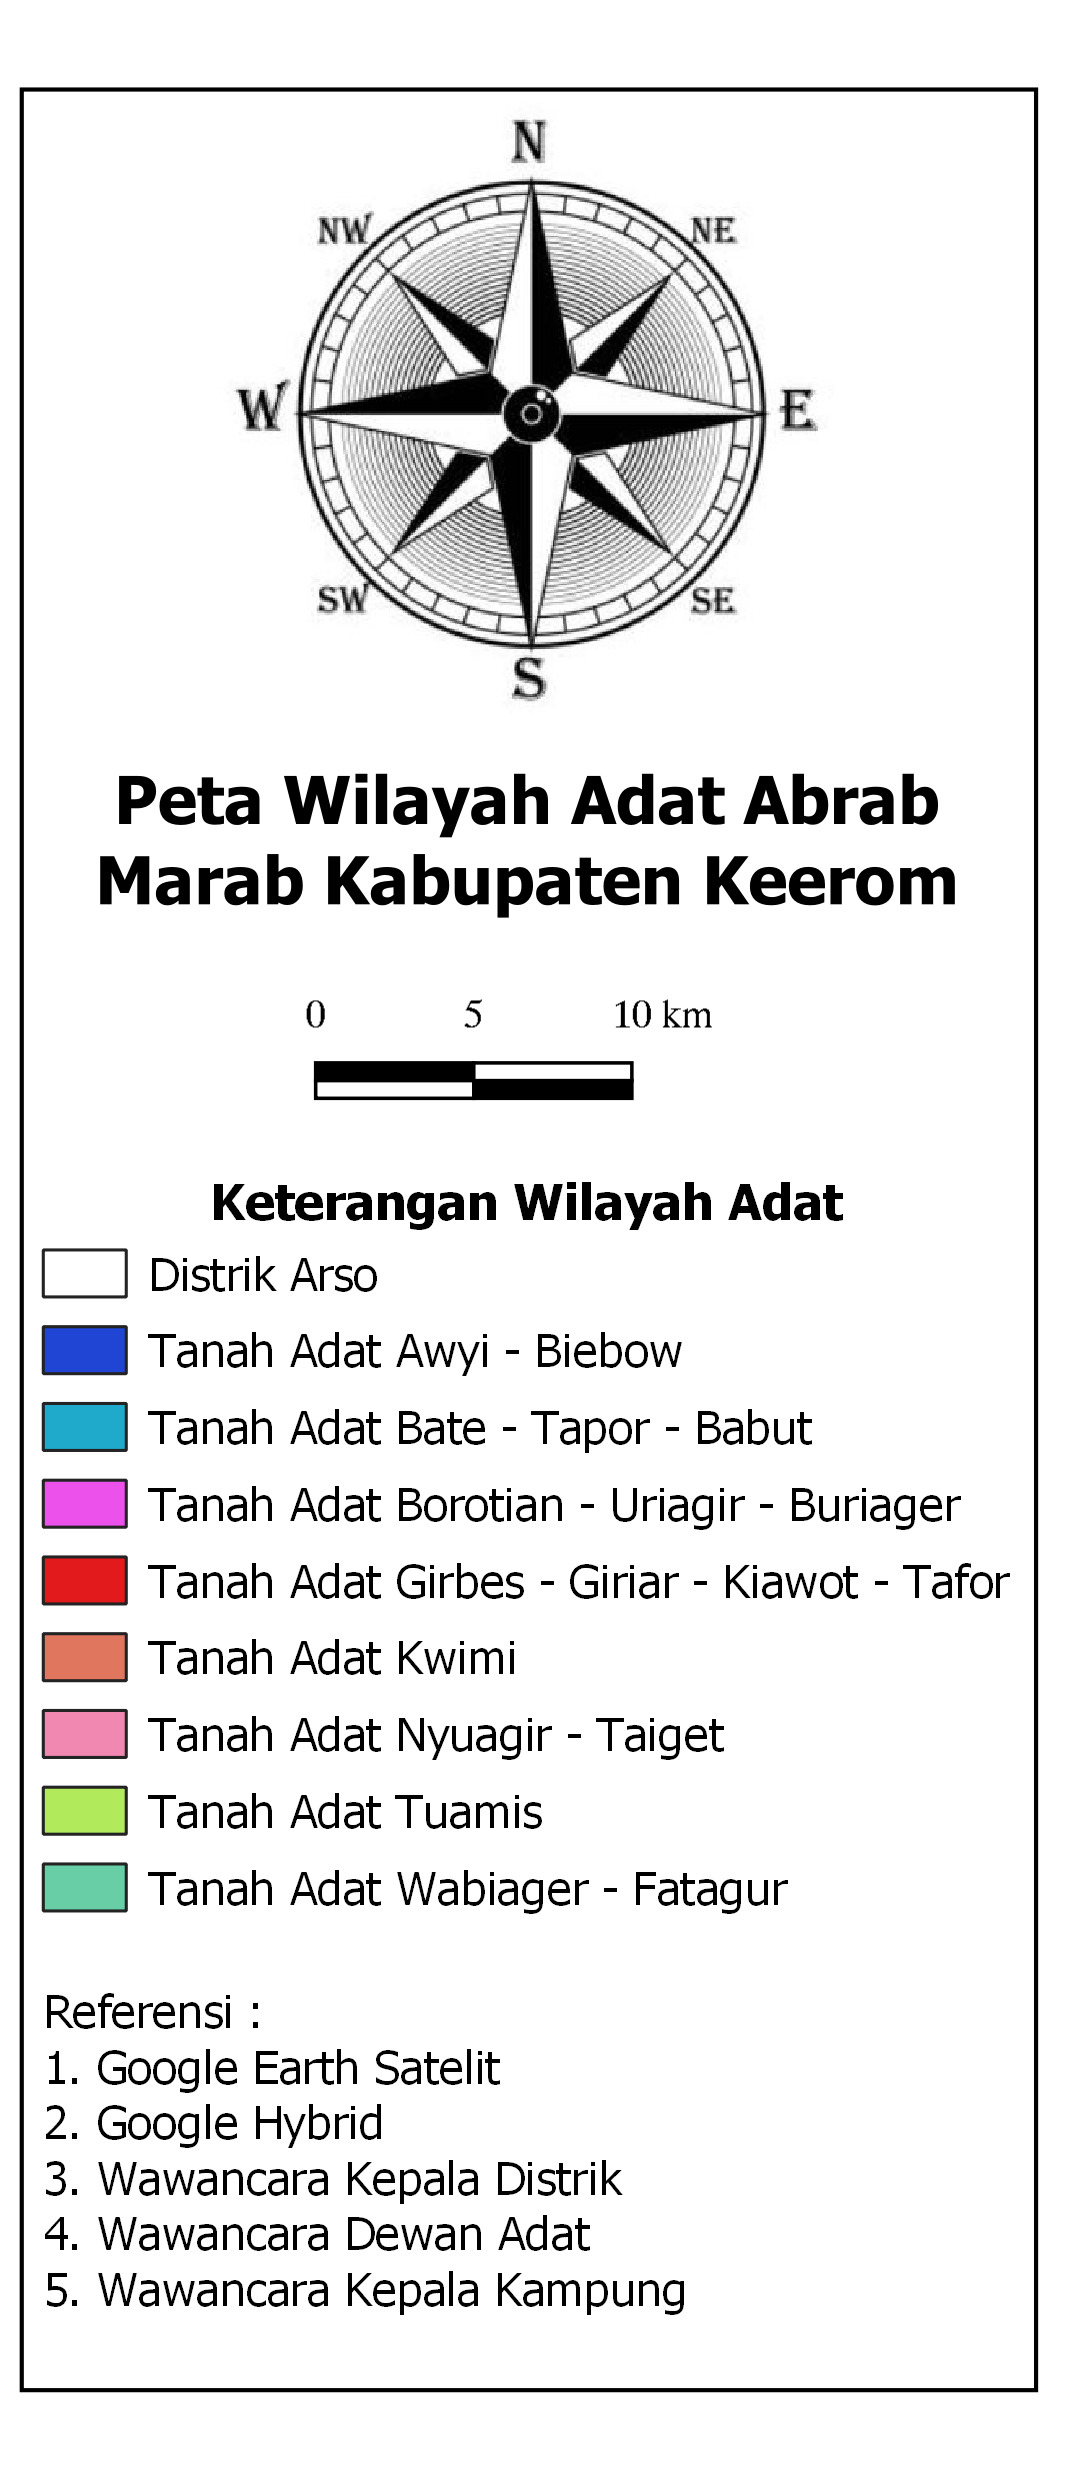 N
NW NE
W E
SW SE
S
Peta Wilayah Adat Abrab
Marab Kabupaten Keerom
0 5 10 km
Keterangan Wilayah Adat
Distrik Arso
Tanah Adat Awyi - Biebow
Tanah Adat Bate - Tapor - Babut
Tanah Adat Borotian - Uriagir - Buriager
Tanah Adat Girbes - Giriar - Kiawot - Tafor
Tanah Adat Kwimi
Tanah Adat Nyuagir - Taiget
Tanah Adat Tuamis
Tanah Adat Wabiager - Fatagur
Referensi :
1. Google Earth Satelit
2. Google Hybrid
3. Wawancara Kepala Distrik
4. Wawancara Dewan Adat
5. Wawancara Kepala Kampung